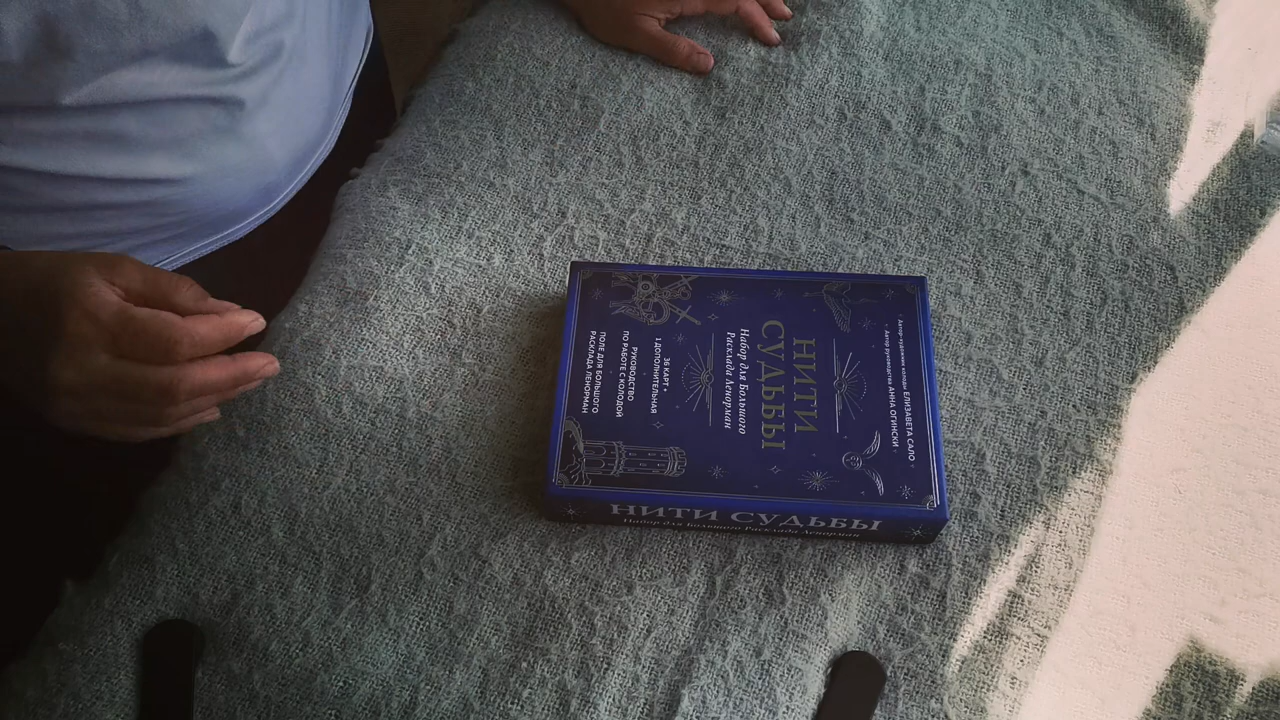 Автор-художник колоды ЕЛИЗАВЕТА САЛО
Автор руководства АННА ОГИНСКИ
НИТИ
СУДЬБЫ
Набор для Большого
Расклада Ленорман
36 КАРТ +
1 ДОПОЛНИТЕЛЬНАЯ
РУКОВОДСТВО
ПО РАБОТЕ С КОЛОДОЙ
ПОЛЕ ДЛЯ БОЛЬШОГО
РАСКЛАДА ЛЕНОРМАН
НИТИ СУДЬБЫ
Набор для Большого Расклада Ленорман